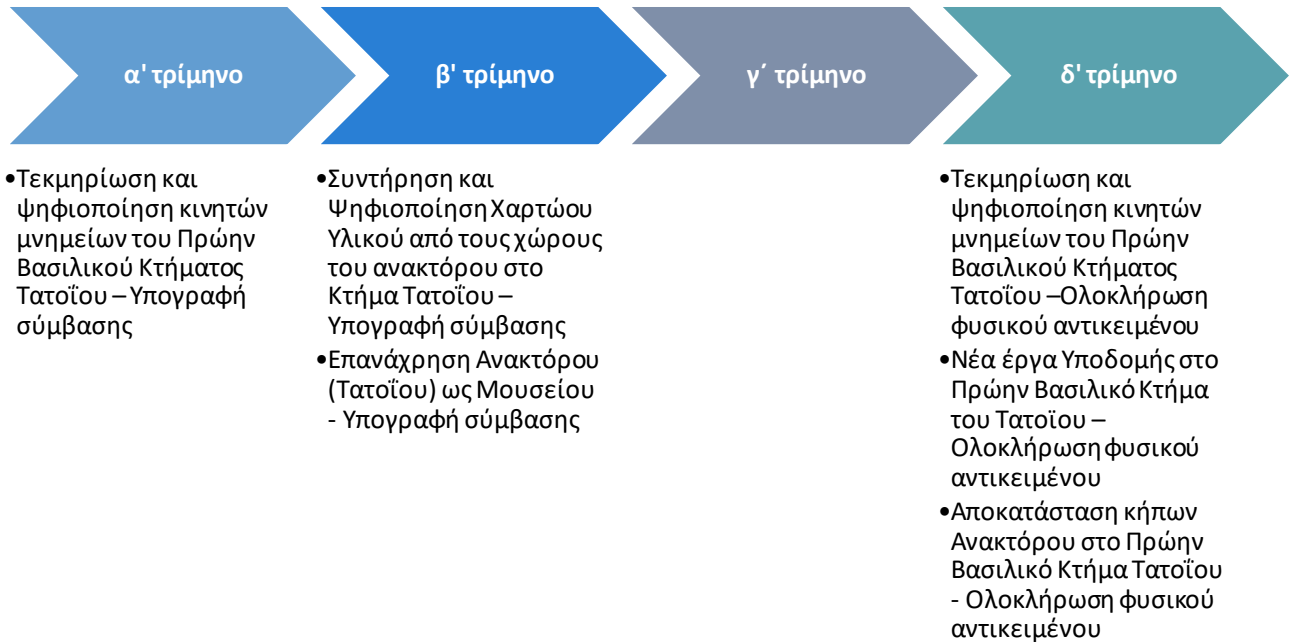 α' τρίμηνο
β' τρίμηνο
γ΄ τρίμηνο
δ' τρίμηνο
•Τεκμηρίωση και
ψηφιοποίηση κινητών
μνημείων του Πρώην
Βασιλικού Κτήματος
Τατοΐου – Υπογραφή
σύμβασης
•Συντήρηση και
Ψηφιοποίηση Χαρτώου
Υλικού από τους χώρους
του ανακτόρου στο
Κτήμα Τατοΐου –
Υπογραφή σύμβασης
•Επανάχρηση Ανακτόρου
(Τατοΐου) ως Μουσείου
- Υπογραφή σύμβασης
•Τεκμηρίωση και
ψηφιοποίηση κινητών
μνημείων του Πρώην
Βασιλικού Κτήματος
Τατοΐου –Ολοκλήρωση
φυσικού αντικειμένου
•Νέα έργα Υποδομής στο
Πρώην Βασιλικό Κτήμα
του Τατοϊου –
Ολοκλήρωση φυσικού
αντικειμένου
•Αποκατάσταση κήπων
Ανακτόρου στο Πρώην
Βασιλικό Κτήμα Τατοΐου
- Ολοκλήρωση φυσικού
αντικειμένου